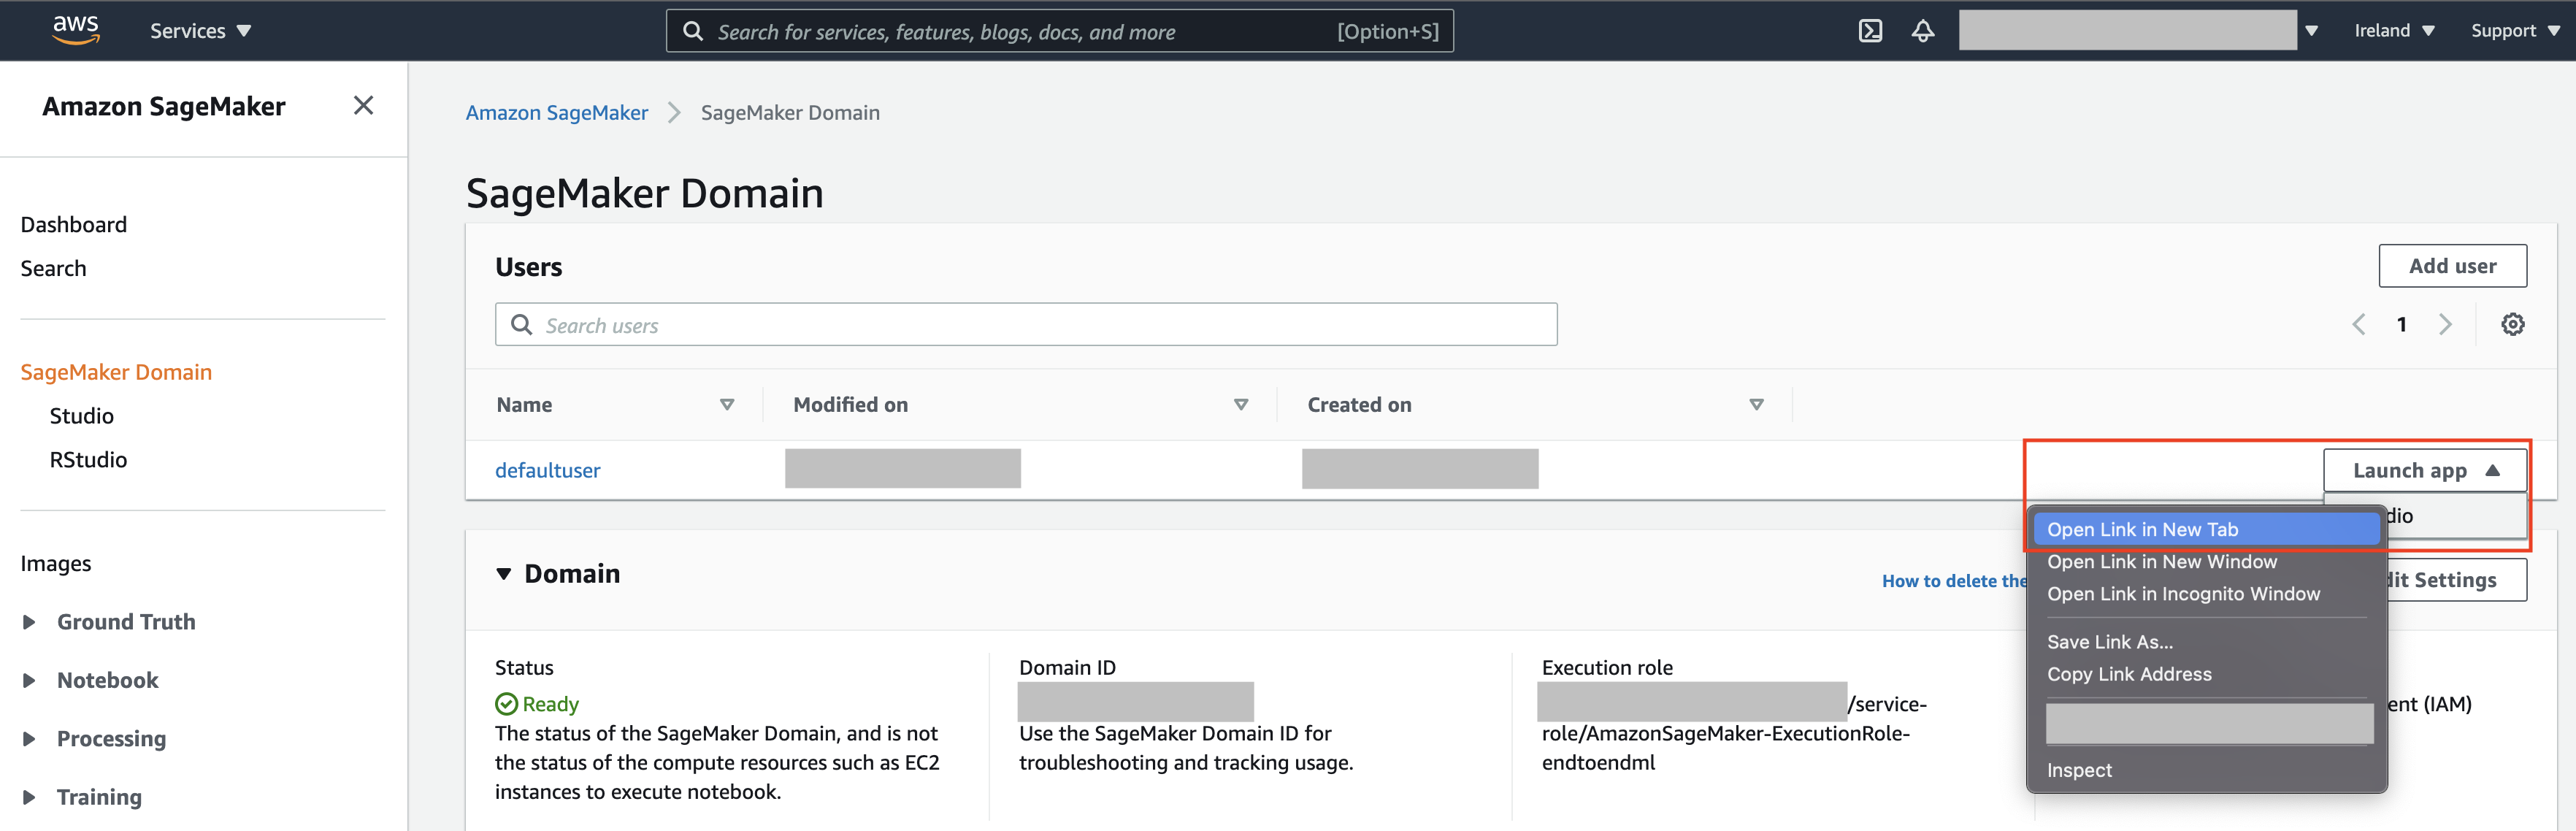 aws
Services
Search for services, features, blogs, docs, and more
[Option+S]
Ireland
Support
Amazon SageMaker
Dashboard
Search
SageMaker Domain
Studio
RStudio
Images
Ground Truth
Notebook
Processing
Training
Amazon SageMaker
SageMaker Domain
SageMaker Domain
Users
Add user
Search users
1
Name
Modified on
Created on
defaultuser
Launch app
dio
Open Link in New Tab
Open Link in New Window
Open Link in Incognito Window
Save Link As...
Copy Link Address
Inspect
Domain
How to delete the
dit Settings
Status
Ready
The status of the SageMaker Domain, and is not
the status of the compute resources such as EC2
instances to execute notebook.
Domain ID
Use the SageMaker Domain ID for
troubleshooting and tracking usage.
Execution role
/service-
role/AmazonSageMaker-ExecutionRole-
endtoendml
ent (IAM)